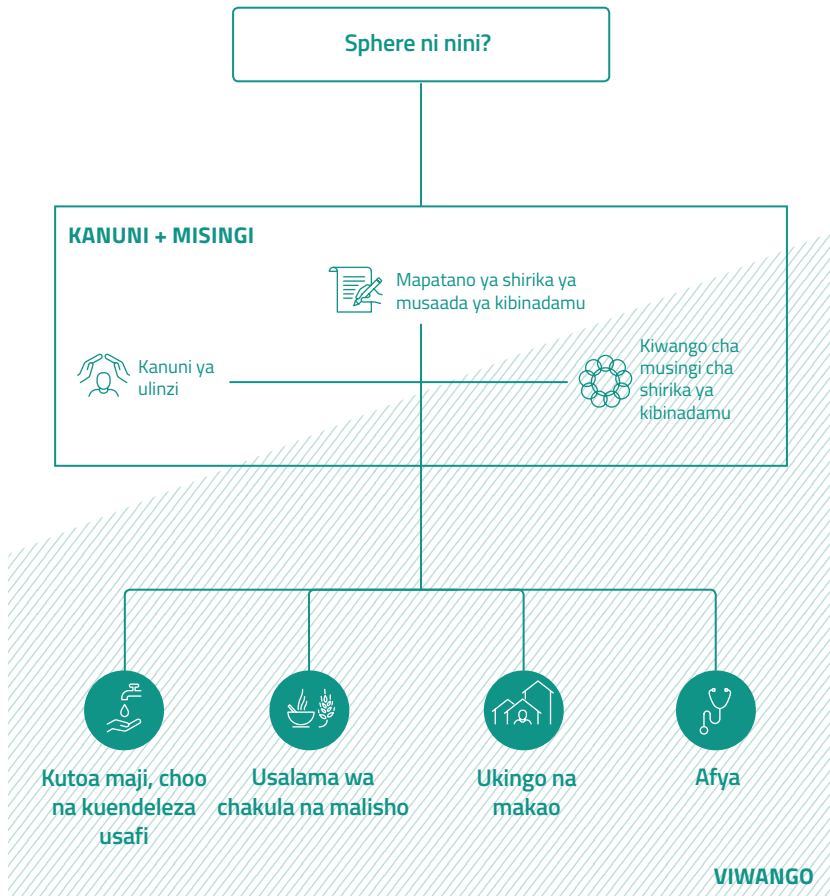 Sphere ni nini?
KANUNI + MISINGI
Mapatano ya shirika ya
musaada ya kibinadamu
Kanuni ya
ulinzi
Kiwango cha
musingi cha
shirika ya
kibinadamu
Kutoa maji, choo
na kuendeleza
usafi
Usalama wa
chakula na malisho
Ukingo na
makao
Afya
VIWANGO